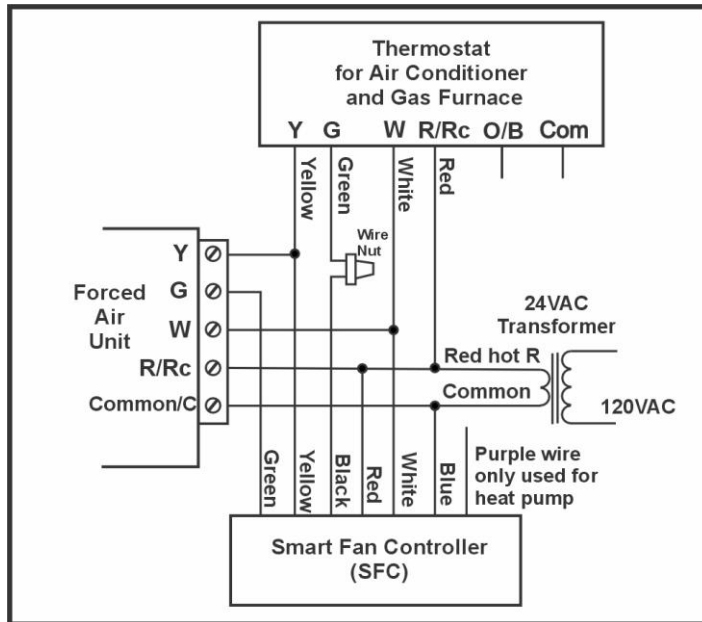 Thermostat
for Air Conditioner
and Gas Furnace
Y G W R/Rc O/B Com
Yellow
Green
White
Red
Wire
Nut
Forced
Air
Unit
Y
G
W
R/Rc
Common/C
24VAC
Transformer
Red hot R
Common
120VAC
Green
Yellow
Black
Red
White
Blue
Purple wire
only used for
heat pump
Smart Fan Controller
(SFC)